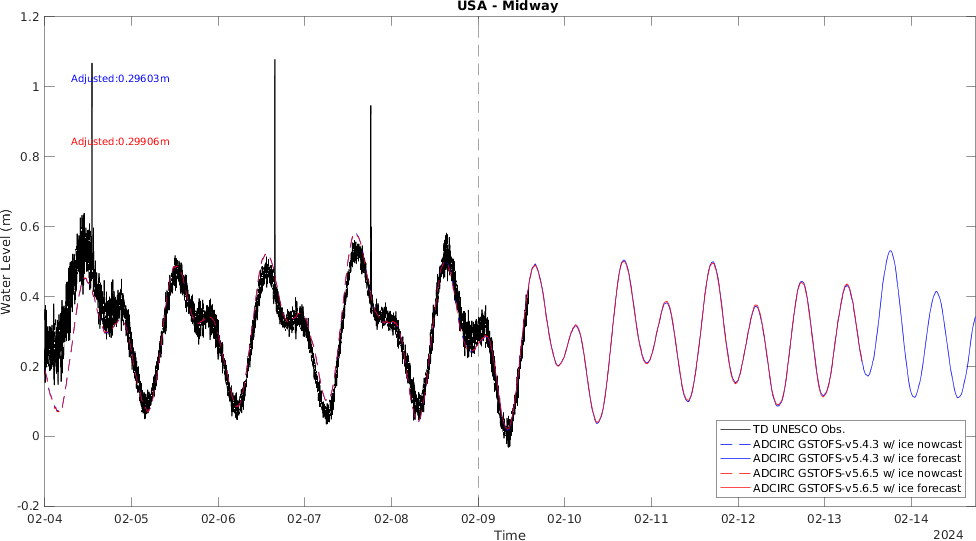 USA - Midway
1.2
1
0.8
0.6
0.4
0.2
0
-0.2
Water Level (m)
Adjusted:0.29603m
Adjusted:0.29906m
TD UNESCO Obs.
ADCIRC GSTOFS-v5.4.3 w/ ice nowcast
ADCIRC GSTOFS-v5.4.3 w/ ice forecast
ADCIRC GSTOFS-v5.6.5 w/ ice nowcast
ADCIRC GSTOFS-v5.6.5 w/ ice forecast
02-04 02-05 02-06 02-07 02-08 02-09 02-10 02-11 02-12 02-13 02-14
Time
2024